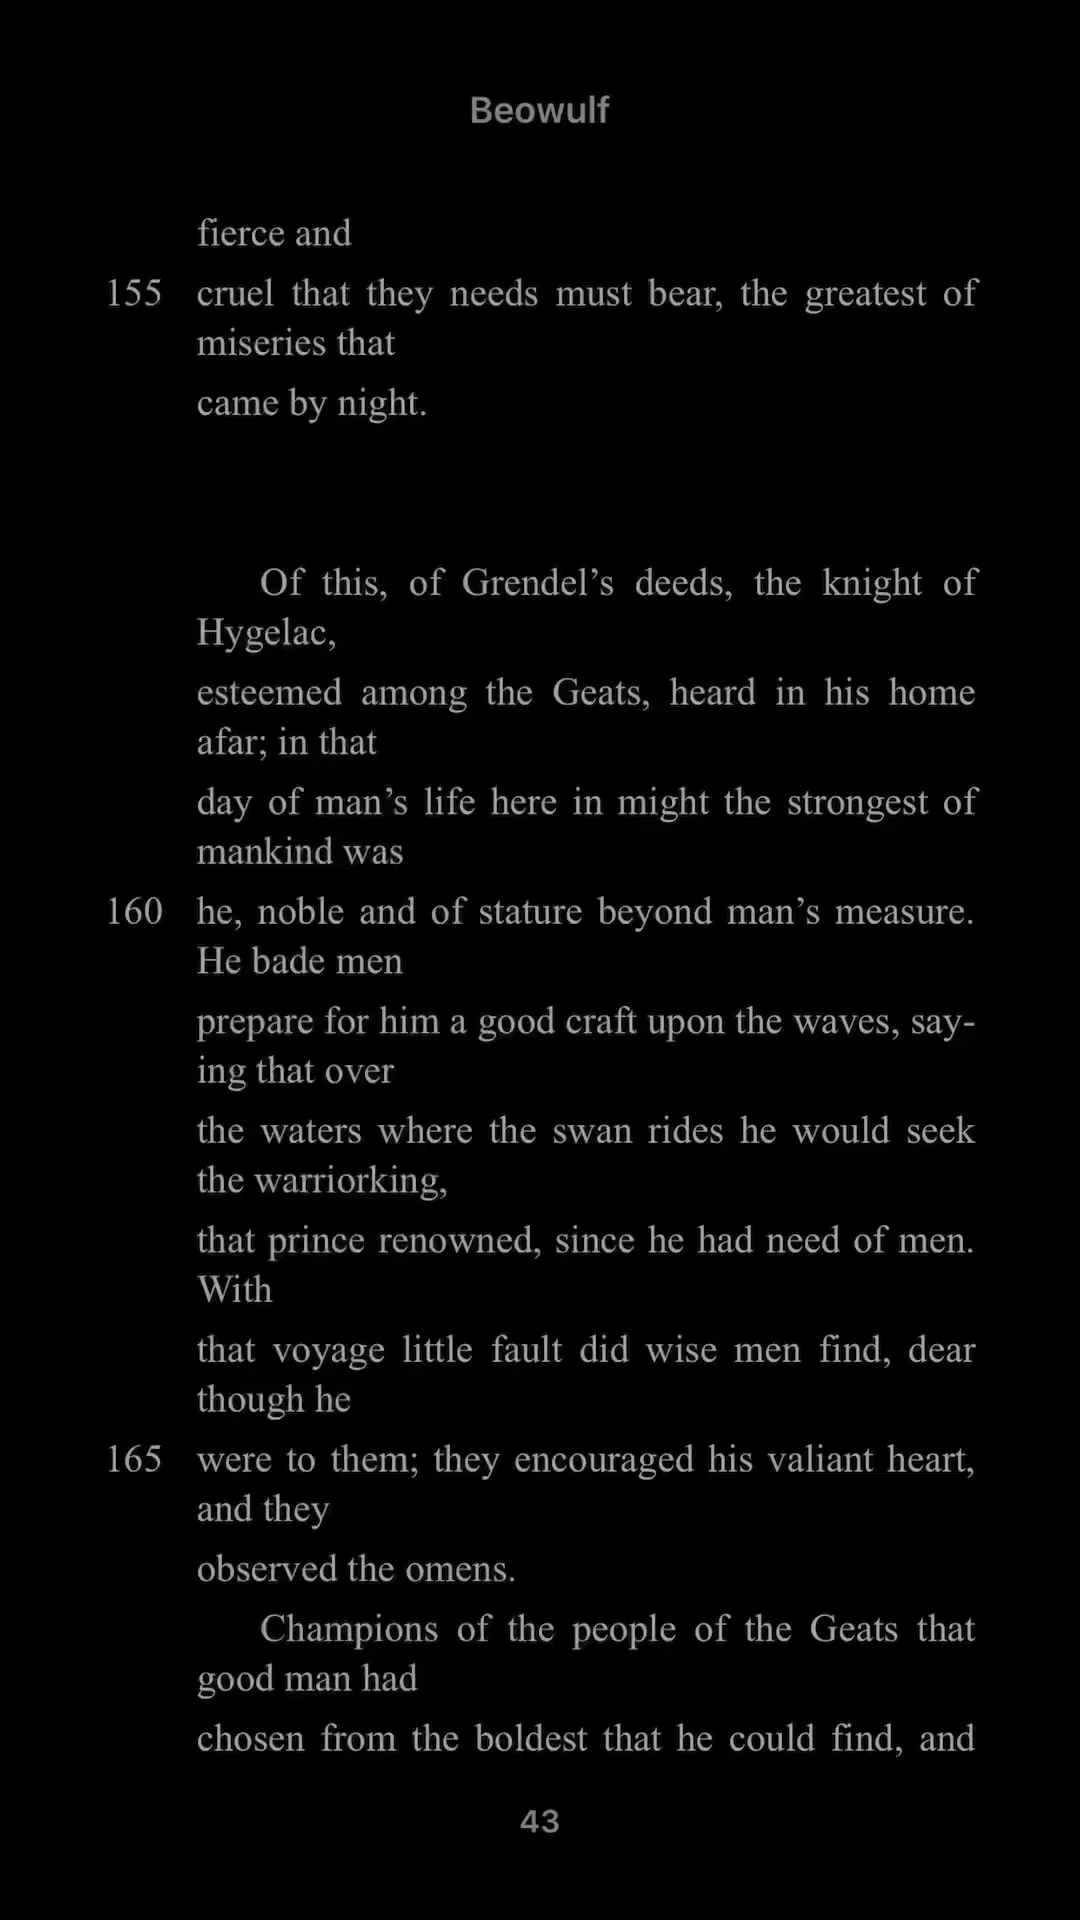 Beowulf
fierce and
155 cruel that they needs must bear, the greatest of
miseries that
came by night.
Of this, of Grendel’s deeds, the knight of
Hygelac,
esteemed among the Geats, heard in his home
afar; in that
day of man’s life here in might the strongest of
mankind was
160 he, noble and of stature beyond man’s measure.
He bade men
prepare for him a good craft upon the waves, say-
ing that over
the waters where the swan rides he would seek
the warriorking,
that prince renowned, since he had need of men.
With
that voyage little fault did wise men find, dear
though he
165 were to them; they encouraged his valiant heart,
and they
observed the omens.
Champions of the people of the Geats that
good man had
chosen from the boldest that he could find, and
43